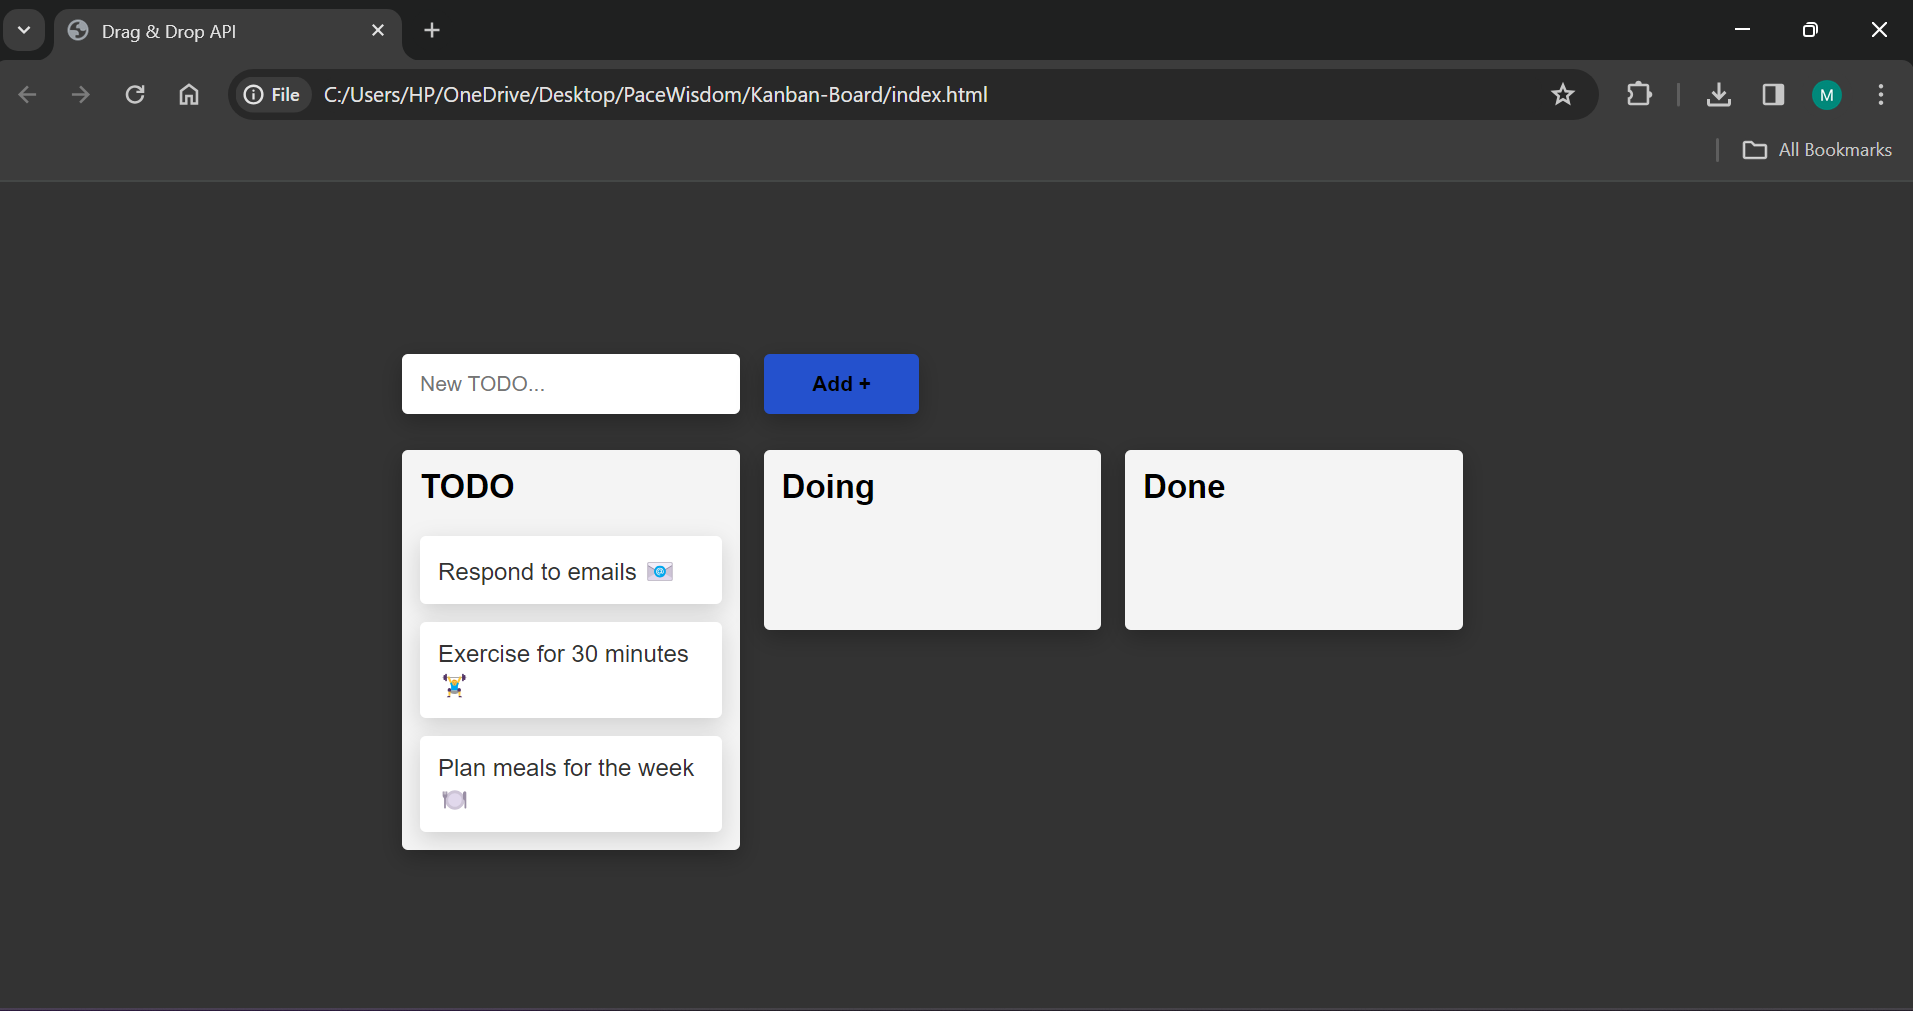 Drag & Drop API
File C:/Users/HP/OneDrive/Desktop/PaceWisdom/Kanban-Board/index.html
M
All Bookmarks
New TODO...
Add +
TODO
Respond to emails 📧
Exercise for 30 minutes
🏋️
Plan meals for the week
🍽️
Doing
Done